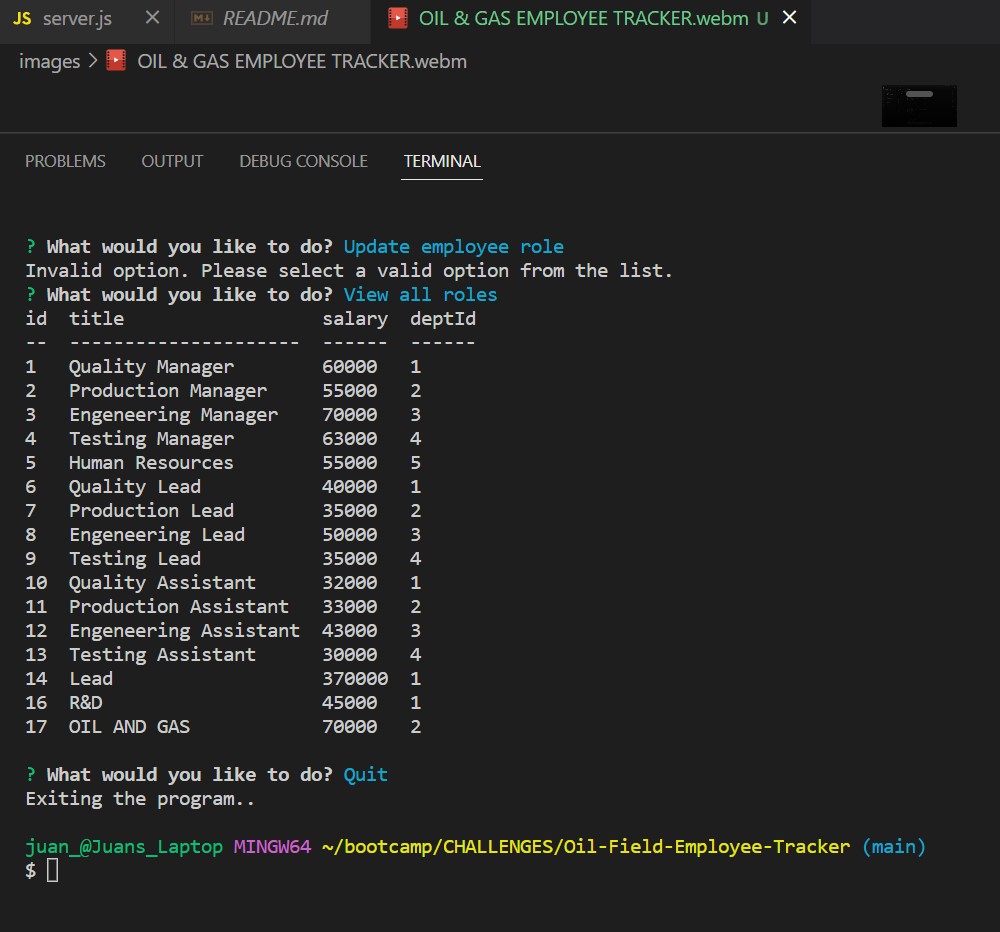 JS server.js × M↓ README.md OIL & GAS EMPLOYEE TRACKER.webm U ×
images > OIL & GAS EMPLOYEE TRACKER.webm
PROBLEMS OUTPUT DEBUG CONSOLE TERMINAL
? What would you like to do? Update employee role
Invalid option. Please select a valid option from the list.
? What would you like to do? View all roles
id  title                  salary  deptId
--  ---------------------  ------  ------
1   Quality Manager        60000   1
2   Production Manager     55000   2
3   Engeneering Manager    70000   3
4   Testing Manager        63000   4
5   Human Resources        55000   5
6   Quality Lead           40000   1
7   Production Lead        35000   2
8   Engeneering Lead       50000   3
9   Testing Lead           35000   4
10  Quality Assistant      32000   1
11  Production Assistant   33000   2
12  Engeneering Assistant  43000   3
13  Testing Assistant      30000   4
14  Lead                   370000  1
16  R&D                    45000   1
17  OIL AND GAS            70000   2
? What would you like to do? Quit
Exiting the program..
juan_@Juans_Laptop MINGW64 ~/bootcamp/CHALLENGES/Oil-Field-Employee-Tracker (main)
$